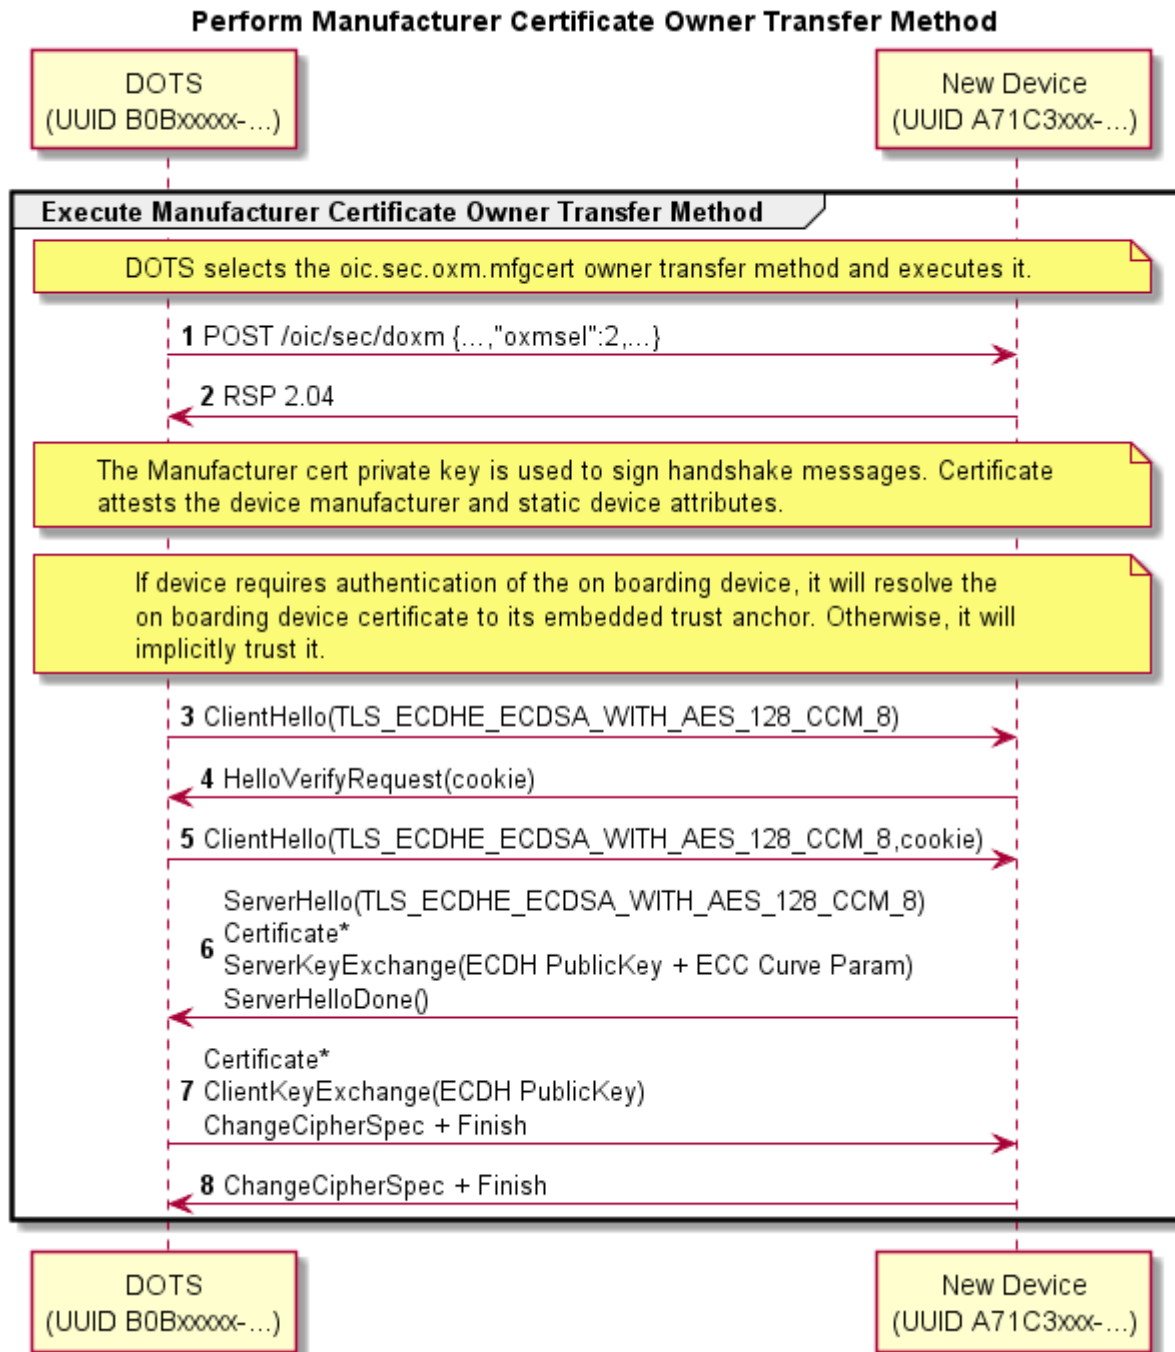 Perform Manufacturer Certificate Owner Transfer Method
DOTS
(UUID B0Bxxxxx-...)
New Device
(UUID A71C3xxx-...)
Execute Manufacturer Certificate Owner Transfer Method
DOTS selects the oic.sec.oxm.mfgcert owner transfer method and executes it.
1 POST /oic/sec/doxm {...,"oxmsel":2,...}
2 RSP 2.04
The Manufacturer cert private key is used to sign handshake messages. Certificate
attests the device manufacturer and static device attributes.
If device requires authentication of the on boarding device, it will resolve the
on boarding device certificate to its embedded trust anchor. Otherwise, it will
implicitly trust it.
3 ClientHello(TLS_ECDHE_ECDSA_WITH_AES_128_CCM_8)
4 HelloVerifyRequest(cookie)
5 ClientHello(TLS_ECDHE_ECDSA_WITH_AES_128_CCM_8,cookie)
ServerHello(TLS_ECDHE_ECDSA_WITH_AES_128_CCM_8)
Certificate*
6 ServerKeyExchange(ECDH PublicKey + ECC Curve Param)
ServerHelloDone()
Certificate*
7 ClientKeyExchange(ECDH PublicKey)
ChangeCipherSpec + Finish
8 ChangeCipherSpec + Finish
DOTS
(UUID B0Bxxxxx-...)
New Device
(UUID A71C3xxx-...)